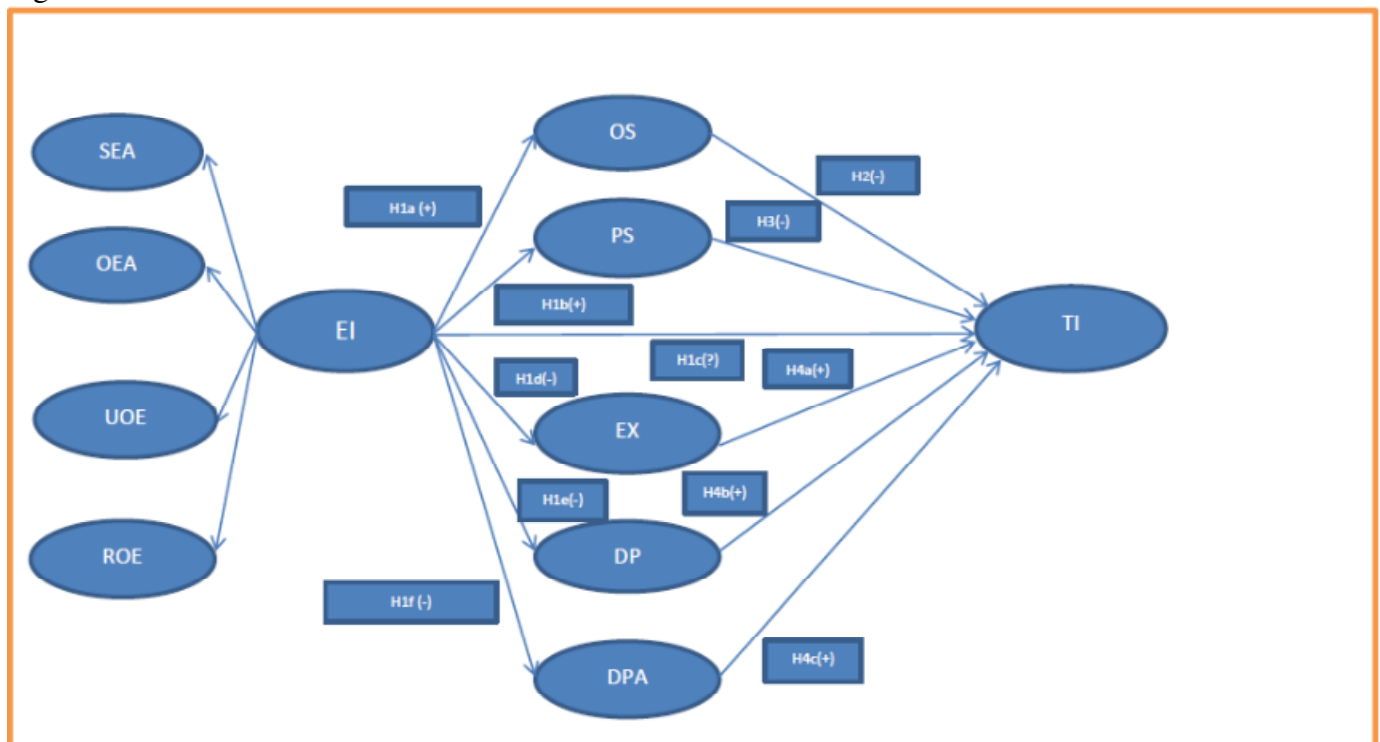 SEA
OEA
UOE
ROE
EI
H1a (+)
H1b(+)
H1c(?)
H1d(-)
H1e(-)
H1f (-)
OS
PS
EX
DP
DPA
H2(-)
H3(-)
H4a(+)
H4b(+)
H4c(+)
TI